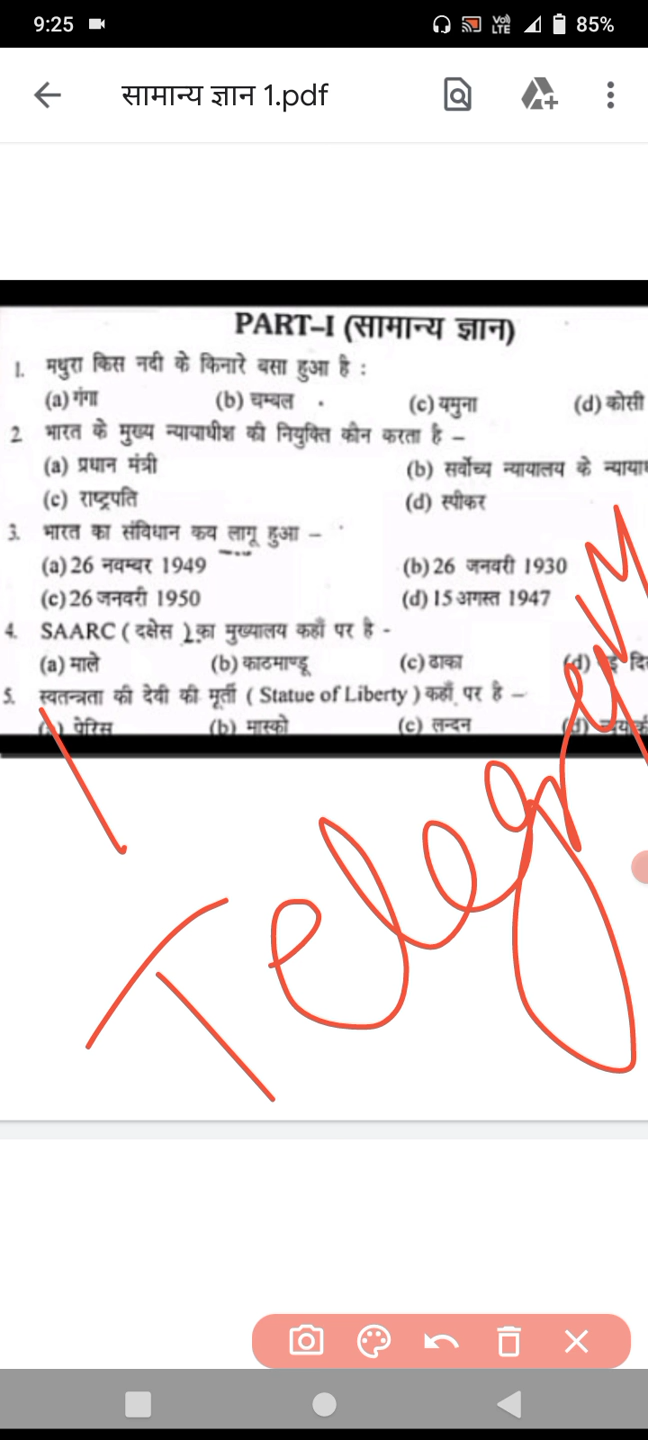 9:25 Vo) LTE 85%
सामान्य ज्ञान 1.pdf
PART–I (सामान्य ज्ञान)
1. मथुरा किस नदी के किनारे बसा हुआ है :
(a) गंगा (b) चम्बल (c) यमुना (d) कोसी
2 भारत के मुख्य न्यायाधीश की नियुक्ति कौन करता है –
(a) प्रधान मंत्री (b) सर्वोच्च न्यायालय के
(c) राष्ट्रपति (d) स्पीकर
3. भारत का संविधान कब लागू हुआ –
(a) 26 नवम्बर 1949 (b) 26 जनवरी 1930
(c) 26 जनवरी 1950 (d) 15 अगस्त 1947
4. SAARC ( दक्षेस ) का मुख्यालय कहाँ पर है -
(a) माले (b) काठमाण्डू (c) ढाका (d)
5. स्वतन्त्रता की देवी की मूर्ती ( Statue of Liberty ) कहाँ पर है –
(a) पेरिस (b) मास्को (c) लन्दन (d)
Telegram